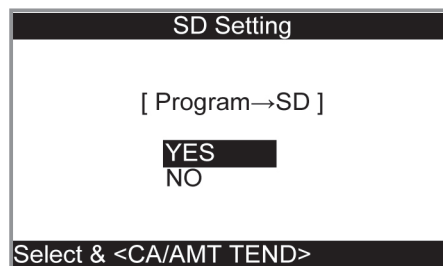 SD Setting
[ Program→SD ]
YES
NO
Select & <CA/AMT TEND>